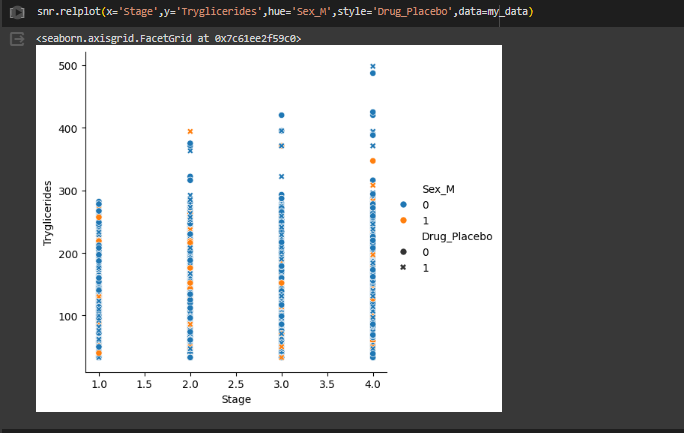 snr.relplot(x='Stage',y='Tryglicerides',hue='Sex_M',style='Drug_Placebo',data=my_data)
<seaborn.axisgrid.FacetGrid at 0x7c61ee2f59c0>
500
400
300
200
100
Tryglicerides
1.0 1.5 2.0 2.5 3.0 3.5 4.0
Stage
Sex_M
0
1
Drug_Placebo
0
1